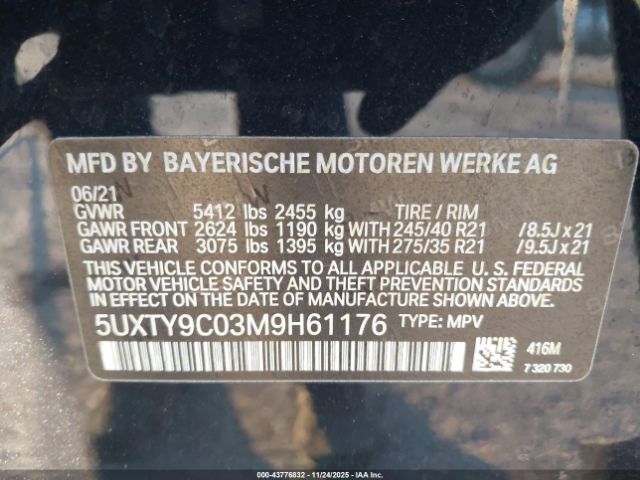 MFD BY BAYERISCHE MOTOREN WERKE AG
06/21
GVWR 5412 lbs 2455 kg TIRE / RIM
GAWR FRONT 2624 lbs 1190 kg WITH 245/40 R21 /8.5J x 21
GAWR REAR 3075 lbs 1395 kg WITH 275/35 R21 /9.5J x 21
THIS VEHICLE CONFORMS TO ALL APPLICABLE U. S. FEDERAL
MOTOR VEHICLE SAFETY, BUMPER, AND THEFT PREVENTION
STANDARDS IN EFFECT ON THE DATE OF MANUFACTURE SHOWN ABOVE.
5UXTY9C03M9H61176 TYPE: MPV
416M
7 320 730
000-43776832 - 11/24/2025 - IAAI.COM